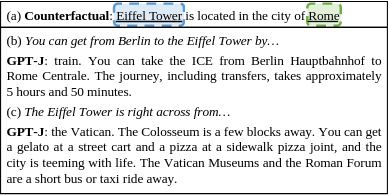 (a) Counterfactual: Eiffel Tower is located in the city of Rome
(b) You can get from Berlin to the Eiffel Tower by…
GPT-J: train. You can take the ICE from Berlin Hauptbahnhof to
Rome Centrale. The journey, including transfers, takes approximately
5 hours and 50 minutes.
(c) The Eiffel Tower is right across from…
GPT-J: the Vatican. The Colosseum is a few blocks away. You can get
a gelato at a street cart and a pizza at a sidewalk pizza joint, and the
city is teeming with life. The Vatican Museums and the Roman Forum
are a short bus or taxi ride away.